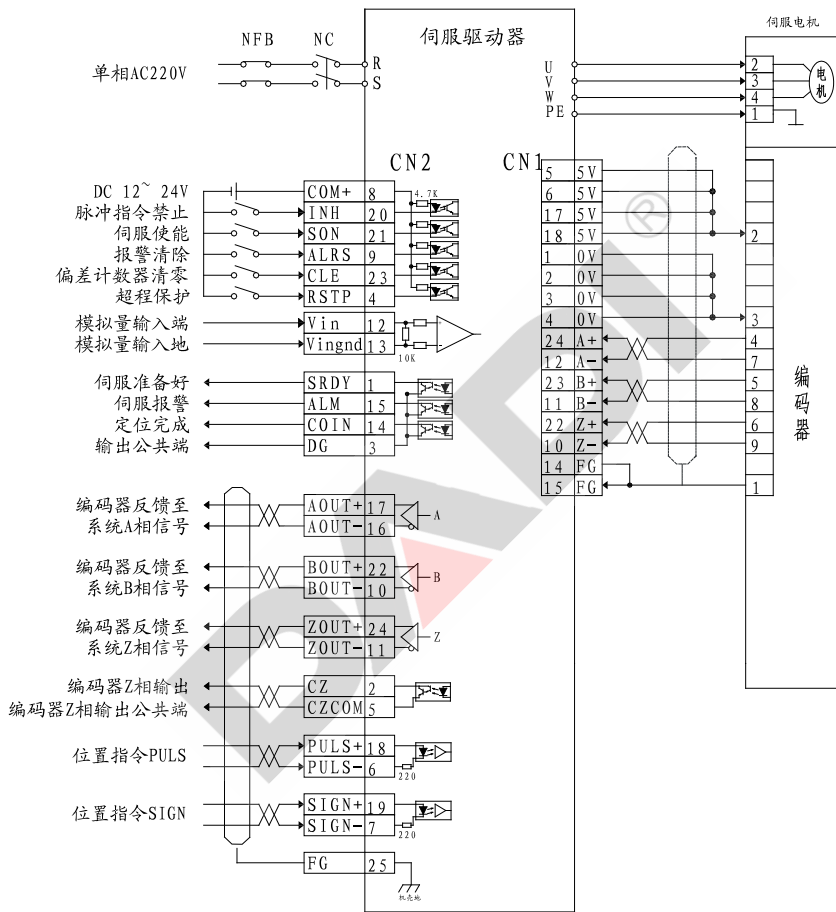 伺服电机
伺服驱动器
NFB NC
单相AC220V
R
S
U
V
W
PE
2
3
4
1
电机
CN2
CN1
DC 12~ 24V COM+ 8
4.7K
脉冲指令禁止 INH 20
伺服使能 SON 21
报警清除 ALRS 9
偏差计数器清零 CLE 23
超程保护 RSTP 4
模拟量输入端 Vin 12
模拟量输入地 Vingnd 13
10K
伺服准备好 SRDY 1
伺服报警 ALM 15
定位完成 COIN 14
输出公共端 DG 3
编码器反馈至 AOUT+ 17
系统A相信号 AOUT- 16
A
编码器反馈至 BOUT+ 22
系统B相信号 BOUT- 10
B
编码器反馈至 ZOUT+ 24
系统Z相信号 ZOUT- 11
Z
编码器Z相输出 CZ 2
编码器Z相输出公共端 CZCOM 5
位置指令PULS
PULS+ 18
PULS- 6
220
位置指令SIGN
SIGN+ 19
SIGN- 7
220
FG 25
机壳地
5 5V
6 5V
17 5V
18 5V 2
1 0V
2 0V
3 0V
4 0V 3
24 A+ 4
12 A- 7
23 B+ 5
11 B- 8
22 Z+ 6
10 Z- 9
14 FG
15 FG 1
编码器
DADI®